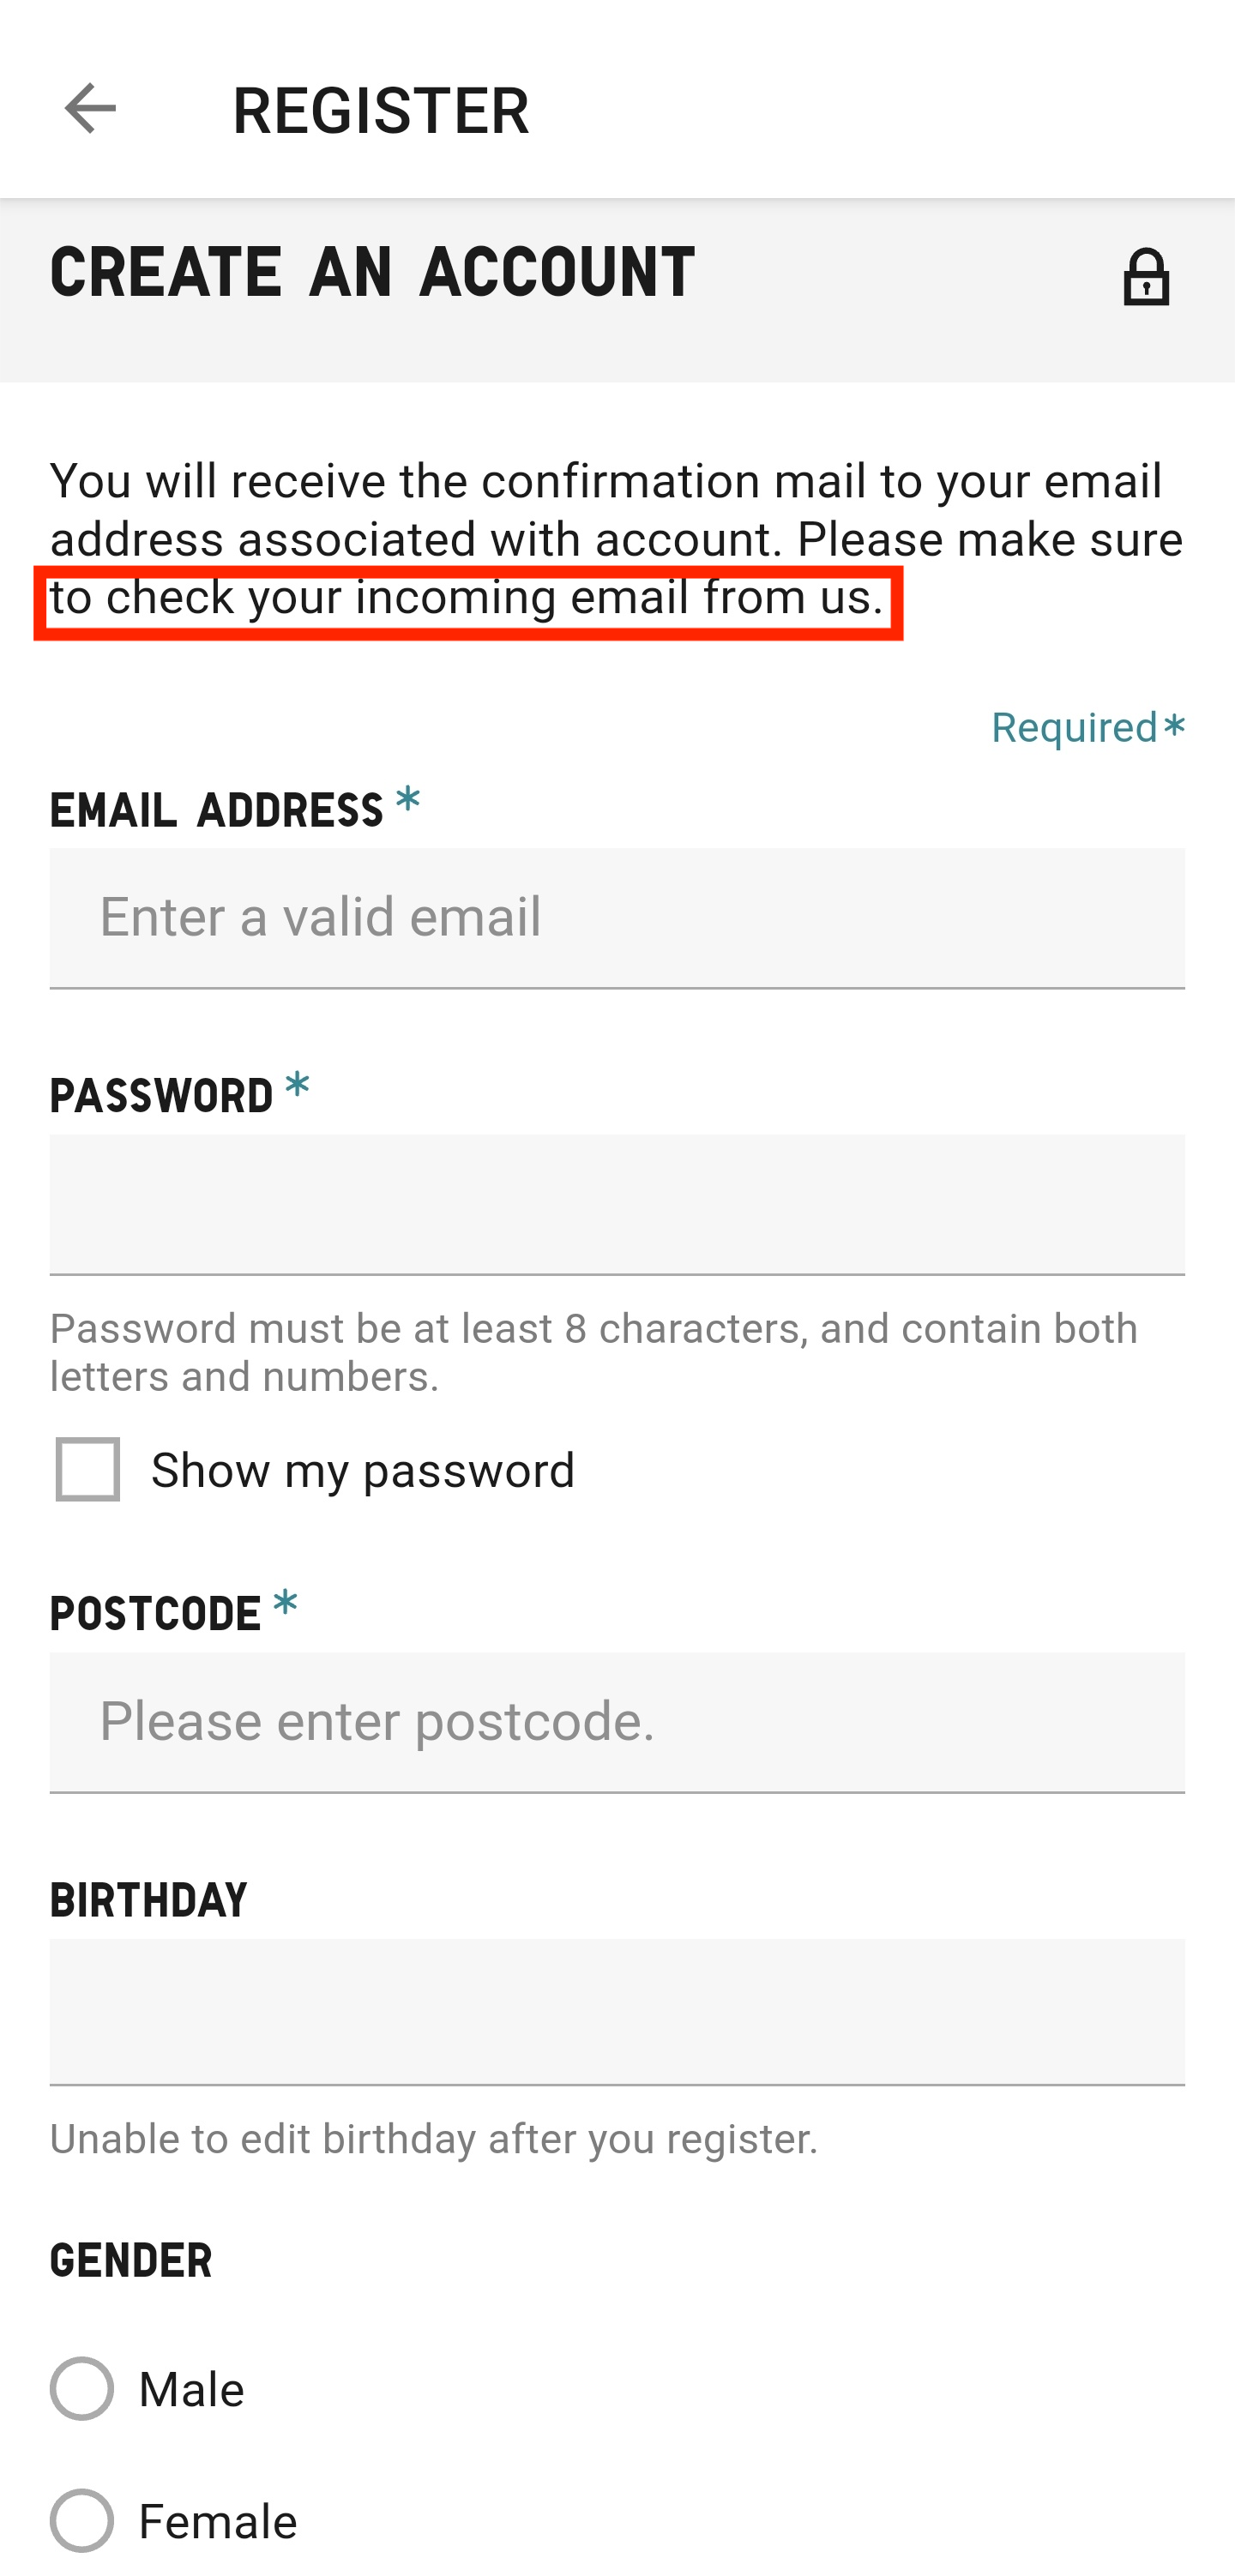 REGISTER
CREATE AN ACCOUNT
You will receive the confirmation mail to your email
address associated with account. Please make sure
to check your incoming email from us.
Required*
EMAIL ADDRESS *
Enter a valid email
PASSWORD *
Password must be at least 8 characters, and contain both
letters and numbers.
Show my password
POSTCODE *
Please enter postcode.
BIRTHDAY
Unable to edit birthday after you register.
GENDER
Male
Female